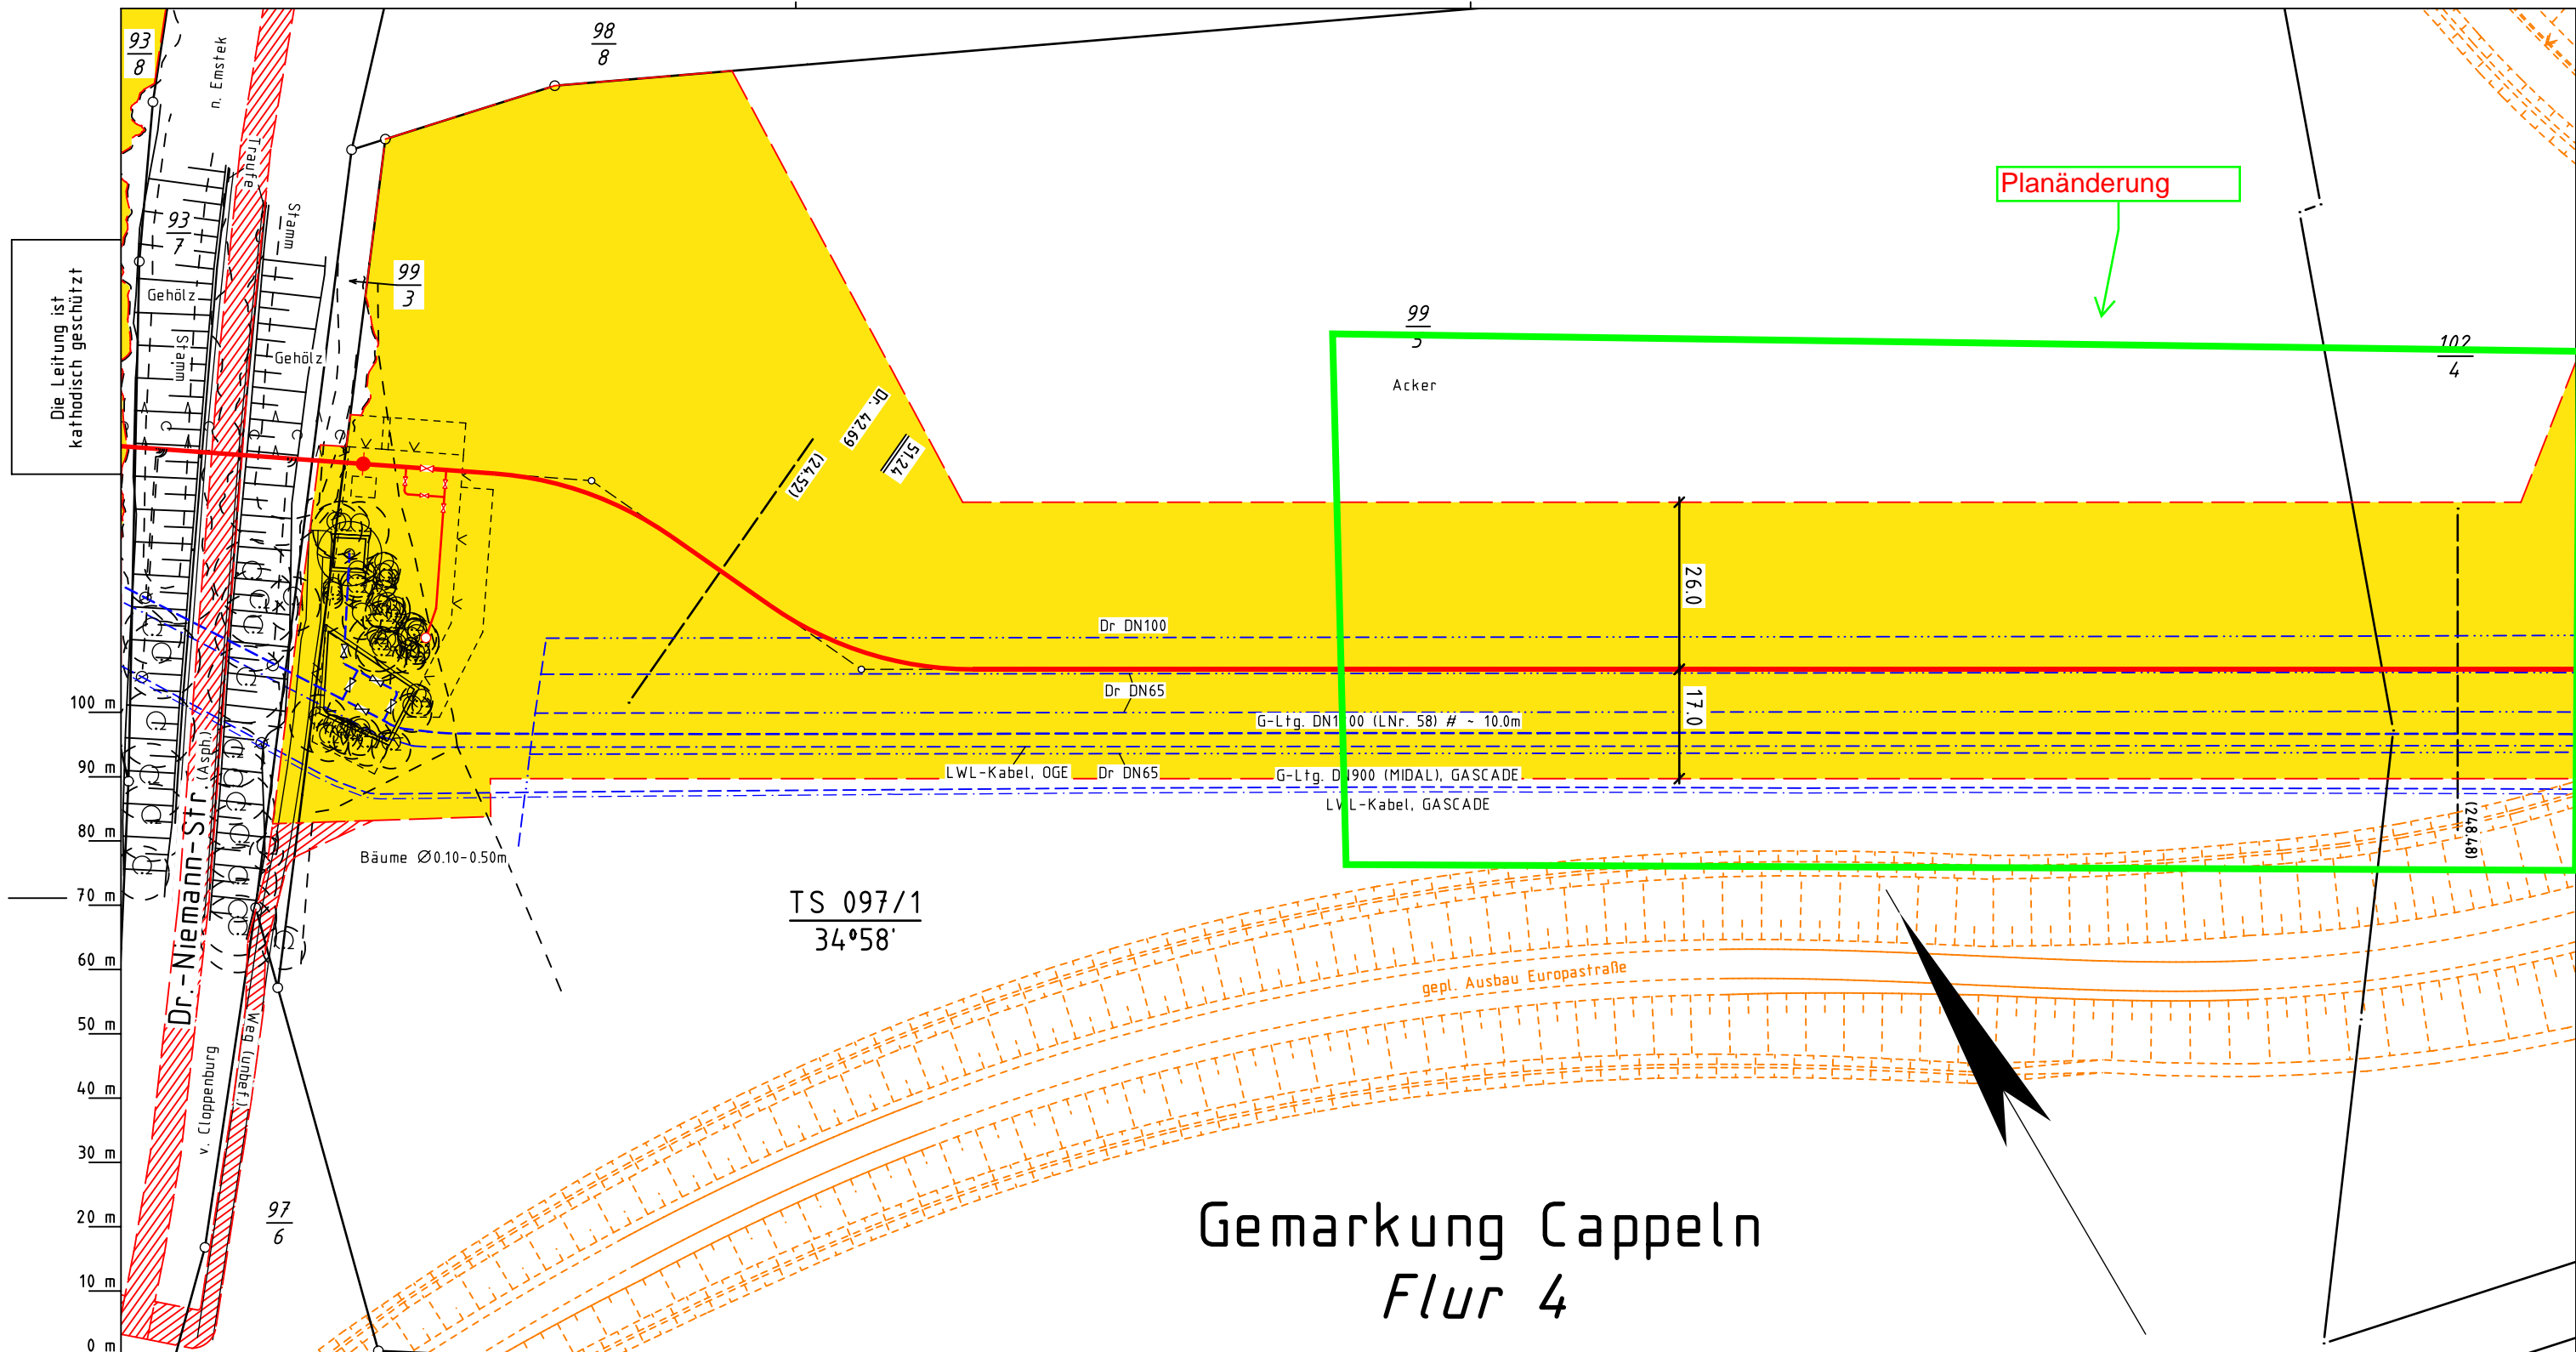 93
8
n. Emstek
98
8
Traufe
Stamm
93
7
99
3
Gehölz
Stamm
Gehölz
Die Leitung ist
kathodisch geschützt
Planänderung
99
102
4
Acker
Dr. 42.69
51.24
(24.52)
26.0
Dr DN100
Dr DN65
17.0
G-Ltg. DN1200 (LNr. 58) # ~ 10.0m
LWL-Kabel, OGE
Dr DN65
G-Ltg. DN900 (MIDAL), GASCADE
LWL-Kabel, GASCADE
(248.48)
100 m
90 m
80 m
70 m
60 m
50 m
40 m
30 m
20 m
10 m
0 m
Dr.-Niemann-Str. (Asph)
Bäume Ø0.10-0.50m
TS 097/1
34°58'
gepl. Ausbau Europastraße
Weg (unbef.)
v. Cloppenburg
97
6
Gemarkung Cappeln
Flur 4